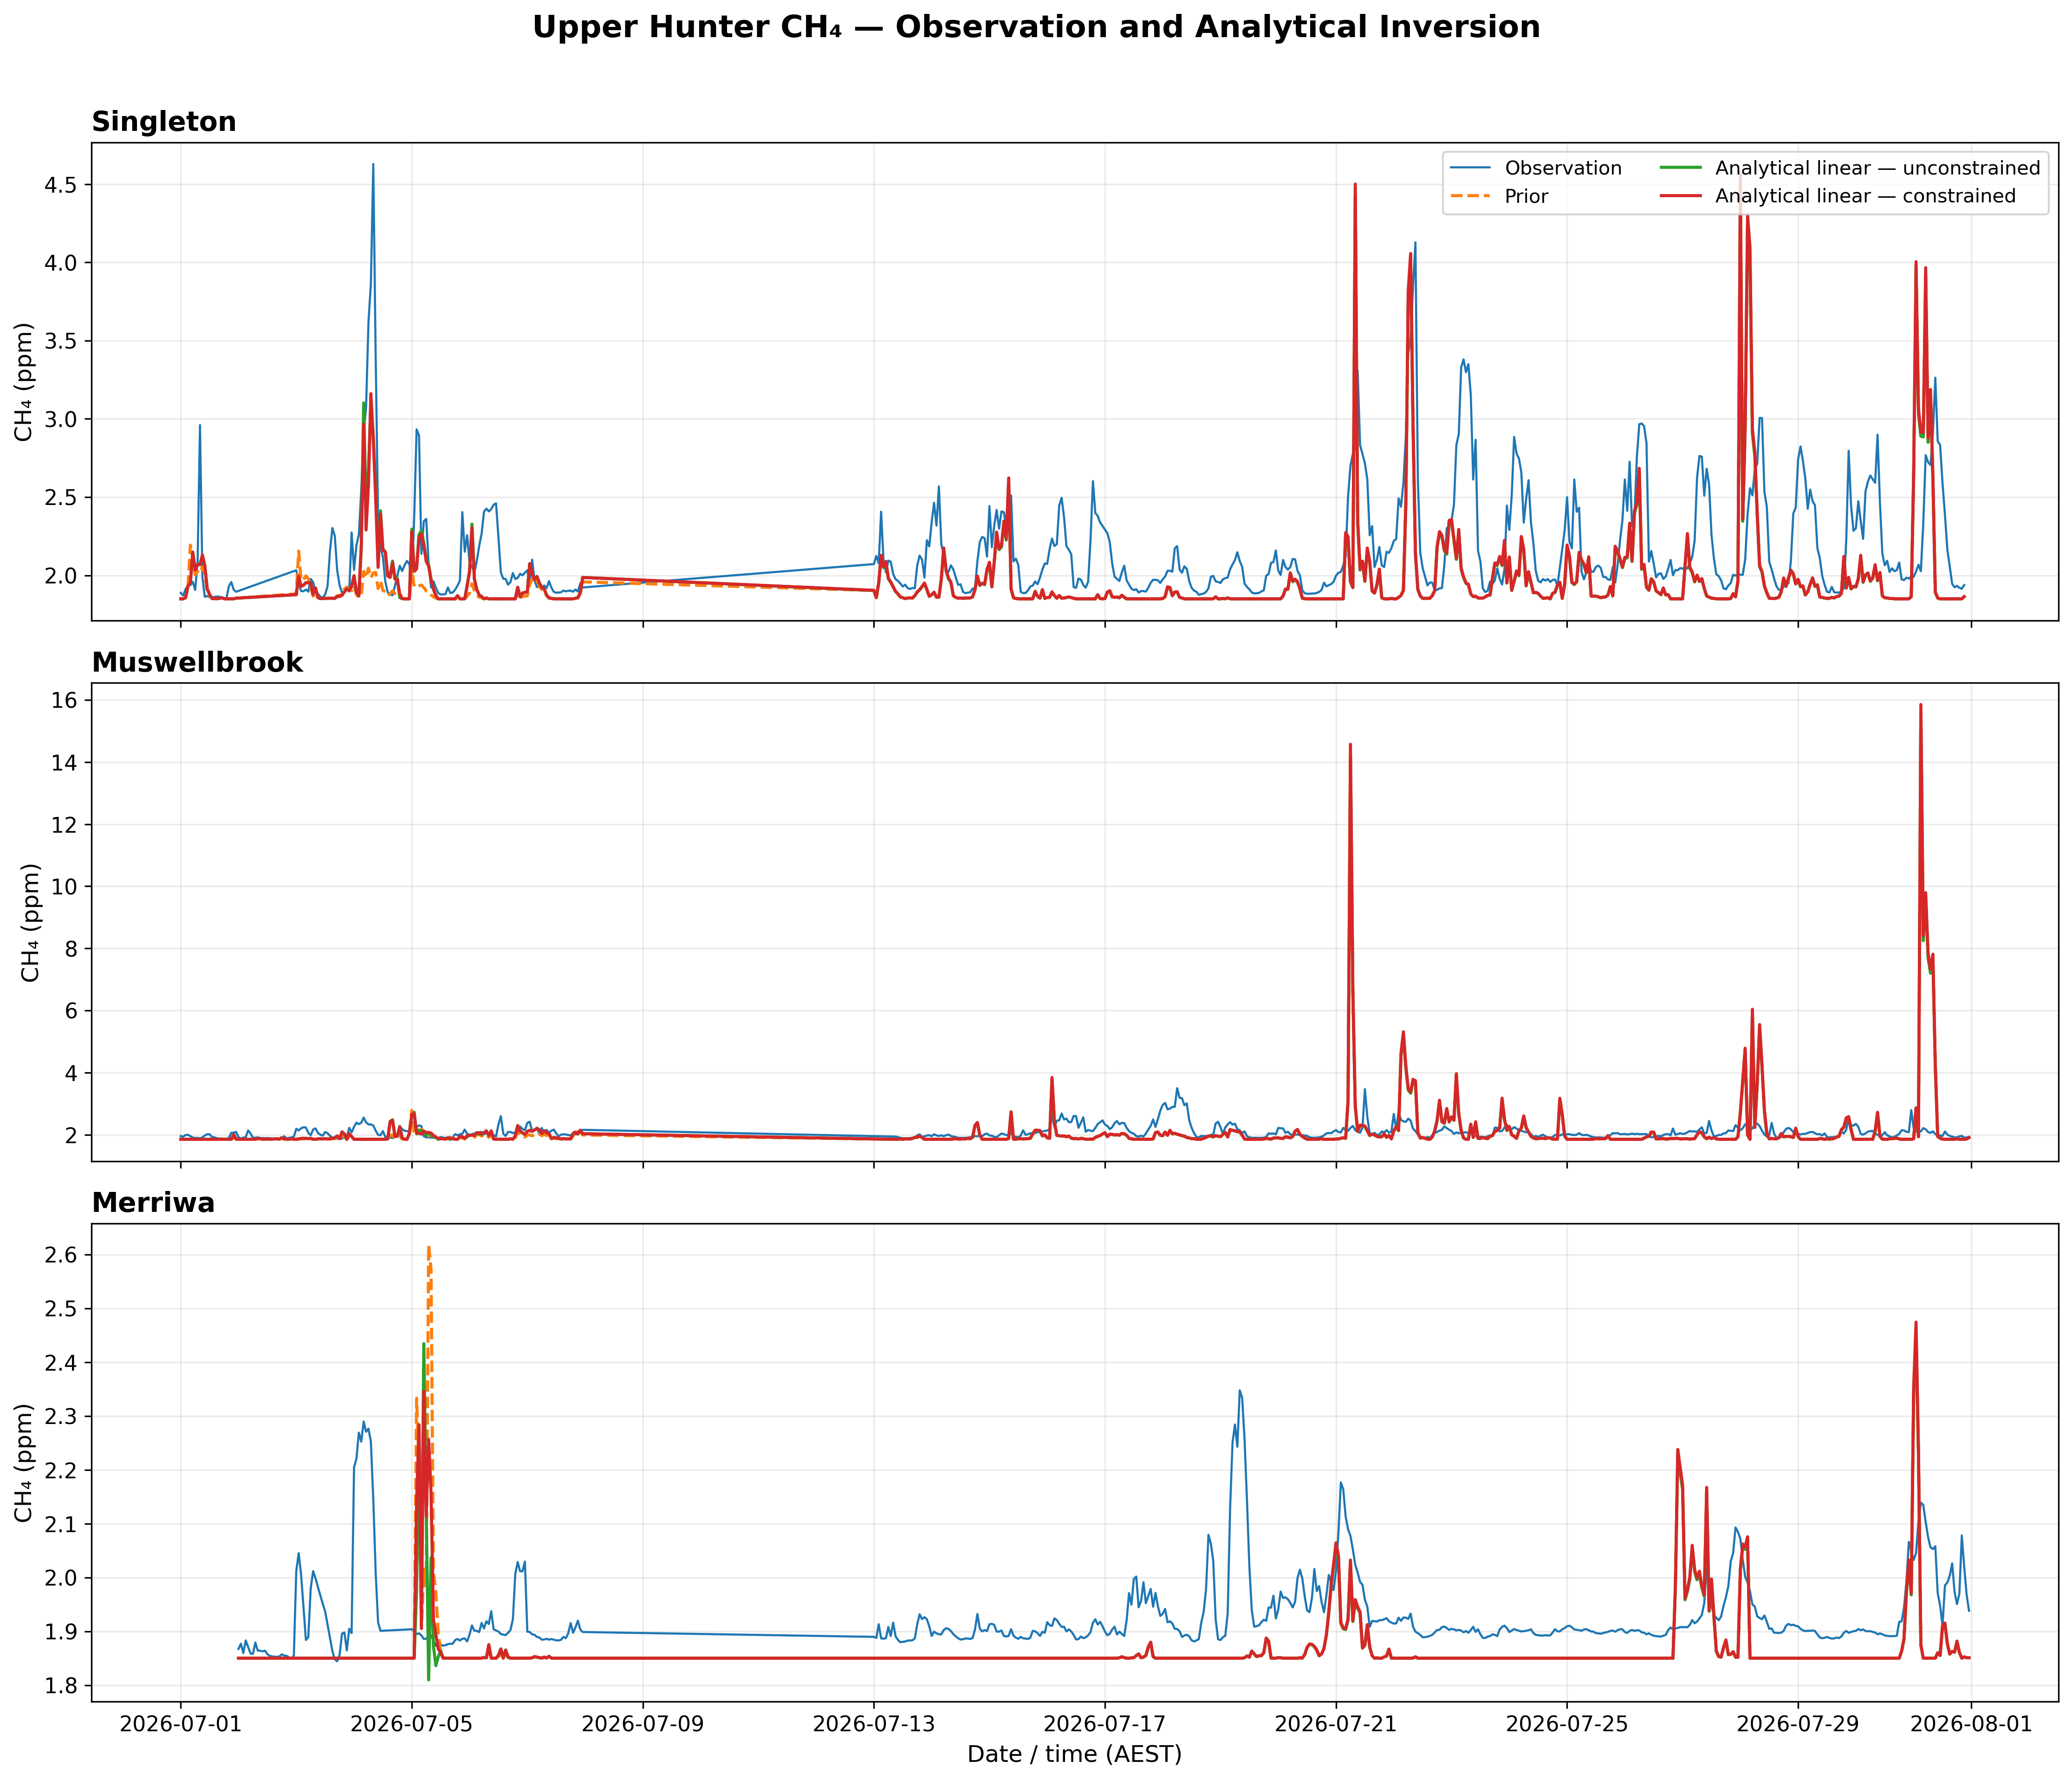 Upper Hunter CH₄ — Observation and Analytical Inversion
Singleton
Observation
Prior
Analytical linear — unconstrained
Analytical linear — constrained
CH₄ (ppm)
4.5
4.0
3.5
3.0
2.5
2.0
Muswellbrook
CH₄ (ppm)
16
14
12
10
8
6
4
2
Merriwa
CH₄ (ppm)
2.6
2.5
2.4
2.3
2.2
2.1
2.0
1.9
1.8
2026-07-01 2026-07-05 2026-07-09 2026-07-13 2026-07-17 2026-07-21 2026-07-25 2026-07-29 2026-08-01
Date / time (AEST)